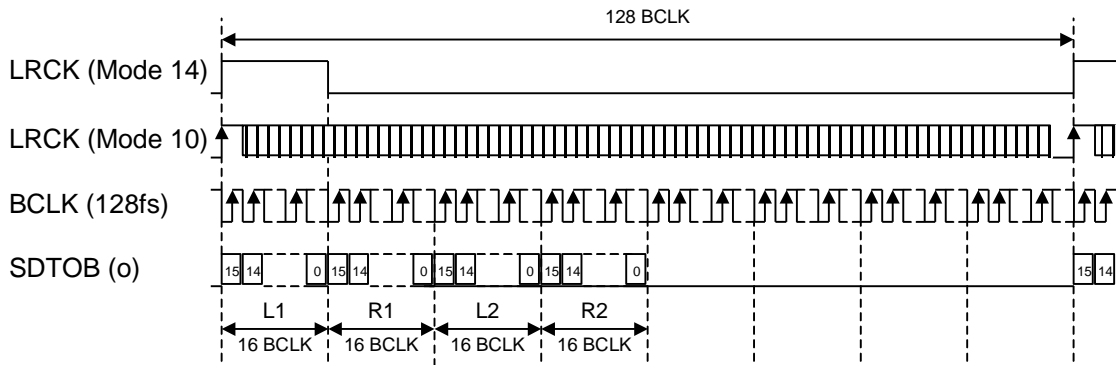 128 BCLK
LRCK (Mode 14)
LRCK (Mode 10)
BCLK (128fs)
SDTOB (o)
15 14 0 15 14 0 15 14 0 15 14 0 15 14
L1 R1 L2 R2
16 BCLK 16 BCLK 16 BCLK 16 BCLK